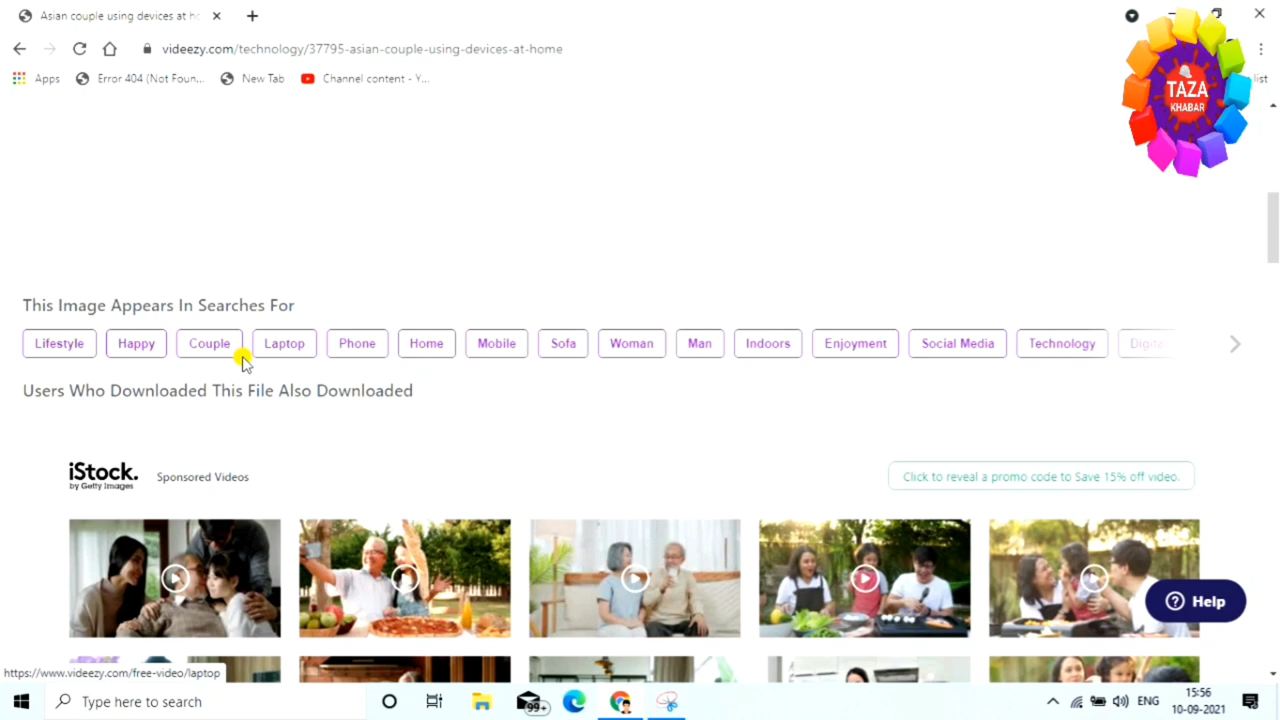 Asian couple using devices at ho
videezy.com/technology/37795-asian-couple-using-devices-at-home
Apps
Error 404 (Not Foun...
New Tab
Channel content - Y...
list
TAZA
KHABAR
This Image Appears In Searches For
Lifestyle
Happy
Couple
Laptop
Phone
Home
Mobile
Sofa
Woman
Man
Indoors
Enjoyment
Social Media
Technology
Digita
Users Who Downloaded This File Also Downloaded
iStock.
by Getty Images
Sponsored Videos
Click to reveal a promo code to Save 15% off video.
Help
https://www.videezy.com/free-video/laptop
Type here to search
99+
ENG
15:56
10-09-2021